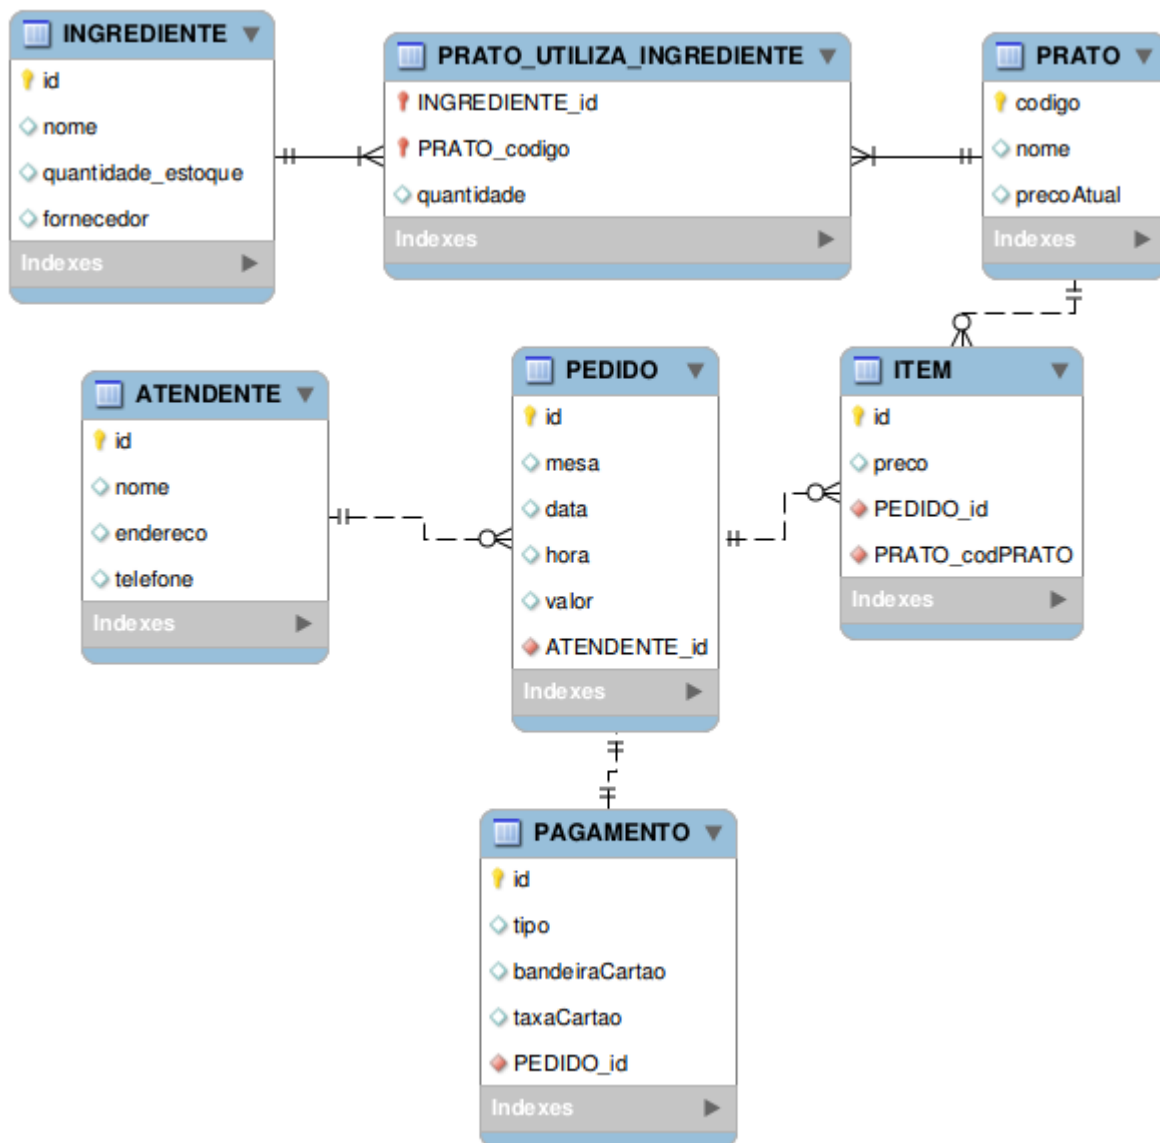 INGREDIENTE
id
nome
quantidade_estoque
fornecedor
Indexes
PRATO_UTILIZA_INGREDIENTE
INGREDIENTE_id
PRATO_codigo
quantidade
Indexes
PRATO
codigo
nome
precoAtual
Indexes
ATENDENTE
id
nome
endereco
telefone
Indexes
PEDIDO
id
mesa
data
hora
valor
ATENDENTE_id
Indexes
ITEM
id
preco
PEDIDO_id
PRATO_codPRATO
Indexes
PAGAMENTO
id
tipo
bandeiraCartao
taxaCartao
PEDIDO_id
Indexes